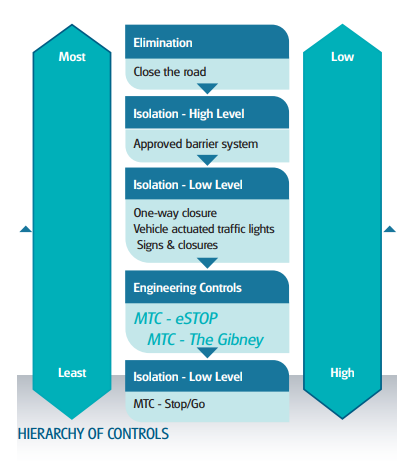 Most
Low
Elimination
Close the road
Isolation - High Level
Approved barrier system
Isolation - Low Level
One-way closure
Vehicle actuated traffic lights
Signs & closures
Engineering Controls
MTC - eSTOP
MTC - The Gibney
Isolation - Low Level
MTC - Stop/Go
Least
High
HIERARCHY OF CONTROLS